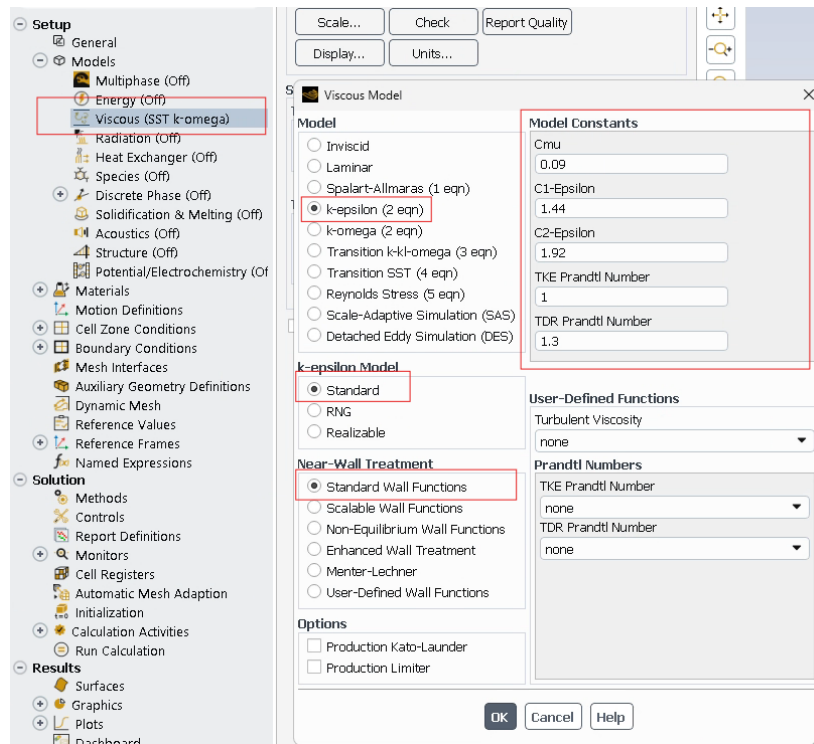 Setup
General
Models
Multiphase (Off)
Energy (Off)
Viscous (SST k-omega)
Radiation (Off)
Heat Exchanger (Off)
Species (Off)
Discrete Phase (Off)
Solidification & Melting (Off)
Acoustics (Off)
Structure (Off)
Potential/Electrochemistry (Of
Materials
Motion Definitions
Cell Zone Conditions
Boundary Conditions
Mesh Interfaces
Auxiliary Geometry Definitions
Dynamic Mesh
Reference Values
Reference Frames
Named Expressions
Solution
Methods
Controls
Report Definitions
Monitors
Cell Registers
Automatic Mesh Adaption
Initialization
Calculation Activities
Run Calculation
Results
Surfaces
Graphics
Plots
Dashboard
Scale... Check Report Quality
Display... Units...
Viscous Model
Model
Inviscid
Laminar
Spalart-Allmaras (1 eqn)
k-epsilon (2 eqn)
k-omega (2 eqn)
Transition k-kl-omega (3 eqn)
Transition SST (4 eqn)
Reynolds Stress (5 eqn)
Scale-Adaptive Simulation (SAS)
Detached Eddy Simulation (DES)
k-epsilon Model
Standard
RNG
Realizable
Near-Wall Treatment
Standard Wall Functions
Scalable Wall Functions
Non-Equilibrium Wall Functions
Enhanced Wall Treatment
Menter-Lechner
User-Defined Wall Functions
Options
Production Kato-Launder
Production Limiter
Model Constants
Cmu
0.09
C1-Epsilon
1.44
C2-Epsilon
1.92
TKE Prandtl Number
1
TDR Prandtl Number
1.3
User-Defined Functions
Turbulent Viscosity
none
Prandtl Numbers
TKE Prandtl Number
none
TDR Prandtl Number
none
OK Cancel Help